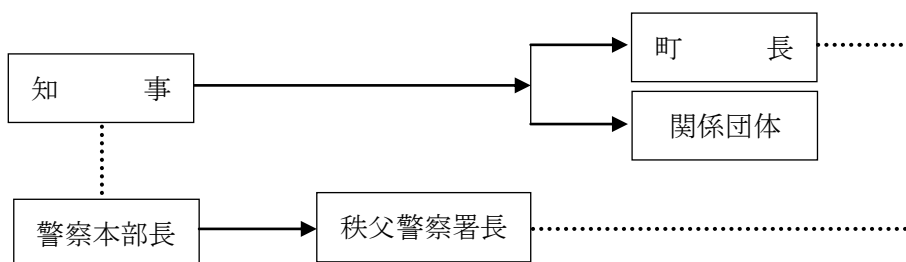 町 長
知 事
関係団体
警察本部長
秩父警察署長